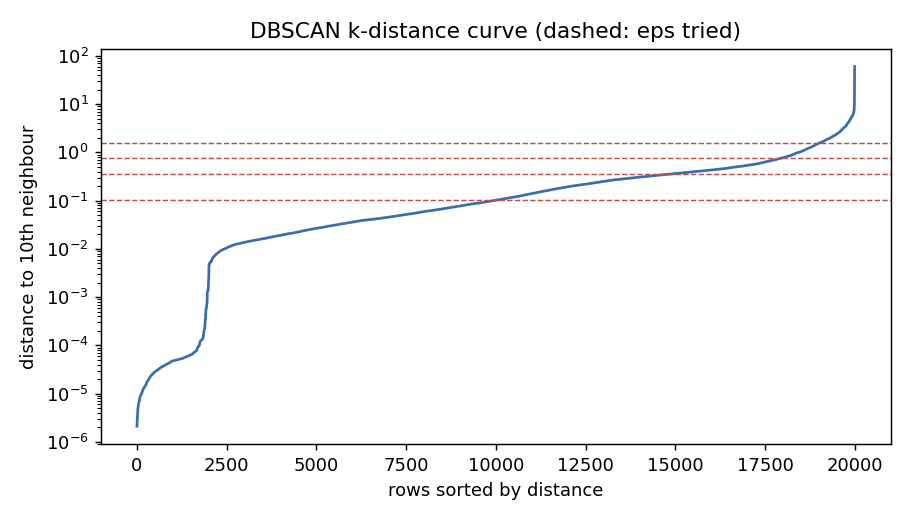 DBSCAN k-distance curve (dashed: eps tried)
distance to 10th neighbour
10²
10¹
10⁰
10⁻¹
10⁻²
10⁻³
10⁻⁴
10⁻⁵
10⁻⁶
0 2500 5000 7500 10000 12500 15000 17500 20000
rows sorted by distance